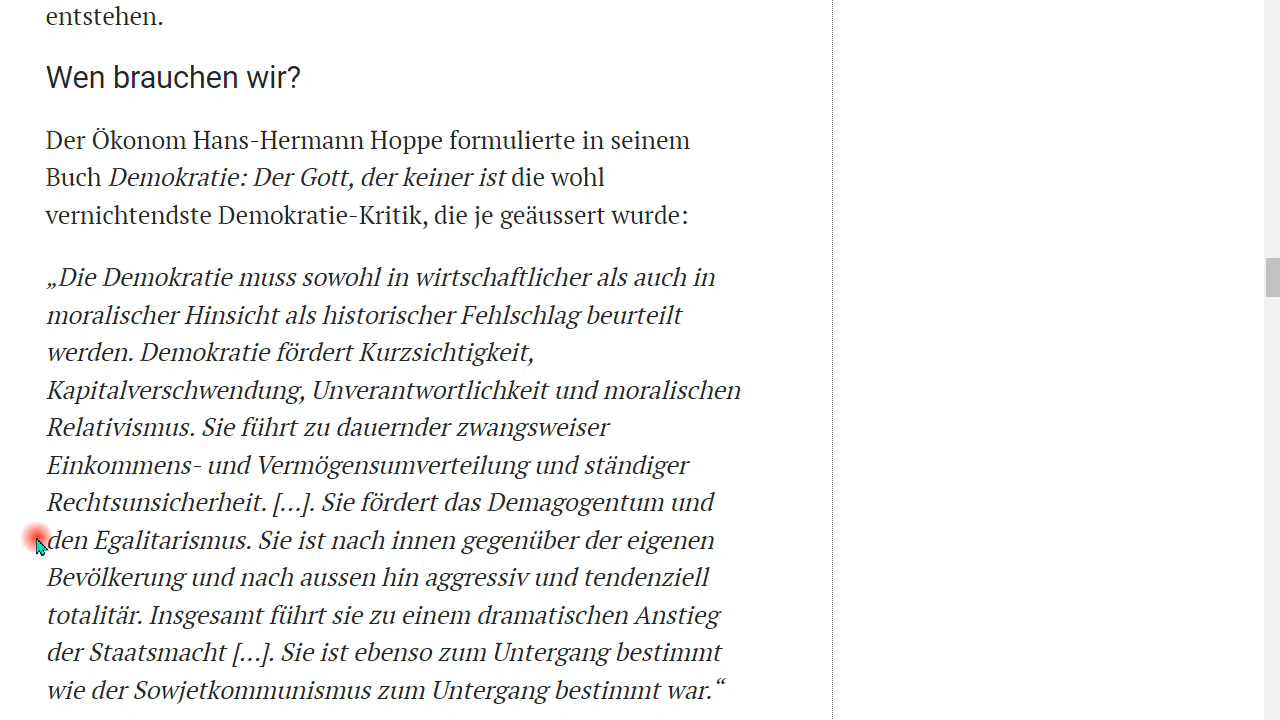 entstehen.
Wen brauchen wir?
Der Ökonom Hans-Hermann Hoppe formulierte in seinem
Buch Demokratie: Der Gott, der keiner ist die wohl
vernichtendste Demokratie-Kritik, die je geäussert wurde:
„Die Demokratie muss sowohl in wirtschaftlicher als auch in
moralischer Hinsicht als historischer Fehlschlag beurteilt
werden. Demokratie fördert Kurzsichtigkeit,
Kapitalverschwendung, Unverantwortlichkeit und moralischen
Relativismus. Sie führt zu dauernder zwangsweiser
Einkommens- und Vermögensumverteilung und ständiger
Rechtsunsicherheit. […]. Sie fördert das Demagogentum und
den Egalitarismus. Sie ist nach innen gegenüber der eigenen
Bevölkerung und nach aussen hin aggressiv und tendenziell
totalitär. Insgesamt führt sie zu einem dramatischen Anstieg
der Staatsmacht […]. Sie ist ebenso zum Untergang bestimmt
wie der Sowjetkommunismus zum Untergang bestimmt war.“